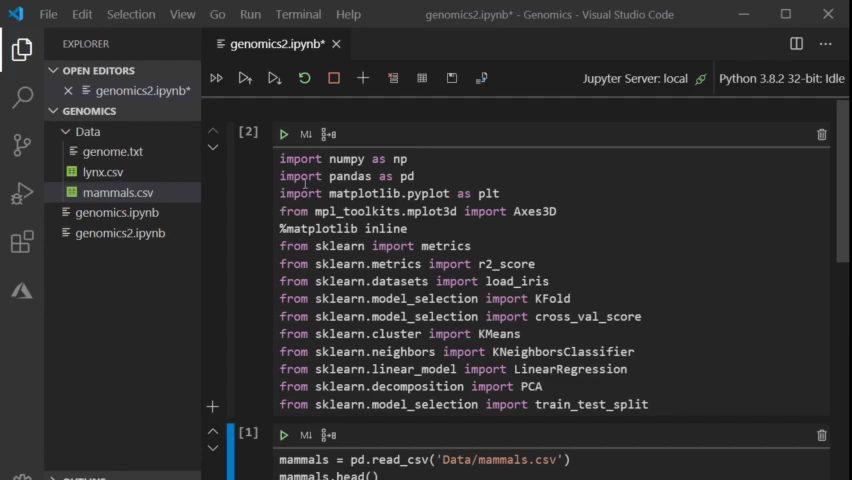 File Edit Selection View Go Run Terminal Help genomics2.ipynb* - Genomics - Visual Studio Code
EXPLORER
OPEN EDITORS
genomics2.ipynb*
GENOMICS
Data
genome.txt
lynx.csv
mammals.csv
genomics.ipynb
genomics2.ipynb
genomics2.ipynb*
Jupyter Server: local Python 3.8.2 32-bit: Idle
[2]
M↓
import numpy as np
import pandas as pd
import matplotlib.pyplot as plt
from mpl_toolkits.mplot3d import Axes3D
%matplotlib inline
from sklearn import metrics
from sklearn.metrics import r2_score
from sklearn.datasets import load_iris
from sklearn.model_selection import KFold
from sklearn.model_selection import cross_val_score
from sklearn.cluster import KMeans
from sklearn.neighbors import KNeighborsClassifier
from sklearn.linear_model import LinearRegression
from sklearn.decomposition import PCA
from sklearn.model_selection import train_test_split
[1]
M↓
mammals = pd.read_csv('Data/mammals.csv')
mammals.head()
OUTLINE